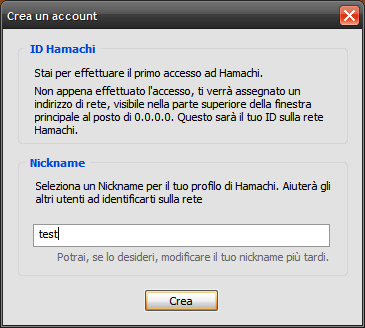 Crea un account
ID Hamachi
Stai per effettuare il primo accesso ad Hamachi.
Non appena effettuato l'accesso, ti verrà assegnato un
indirizzo di rete, visibile nella parte superiore della finestra
principale al posto di 0.0.0.0. Questo sarà il tuo ID sulla rete
Hamachi.
Nickname
Seleziona un Nickname per il tuo profilo di Hamachi. Aiuterà gli
altri utenti ad identificarti sulla rete
test
Potrai, se lo desideri, modificare il tuo nickname più tardi.
Crea